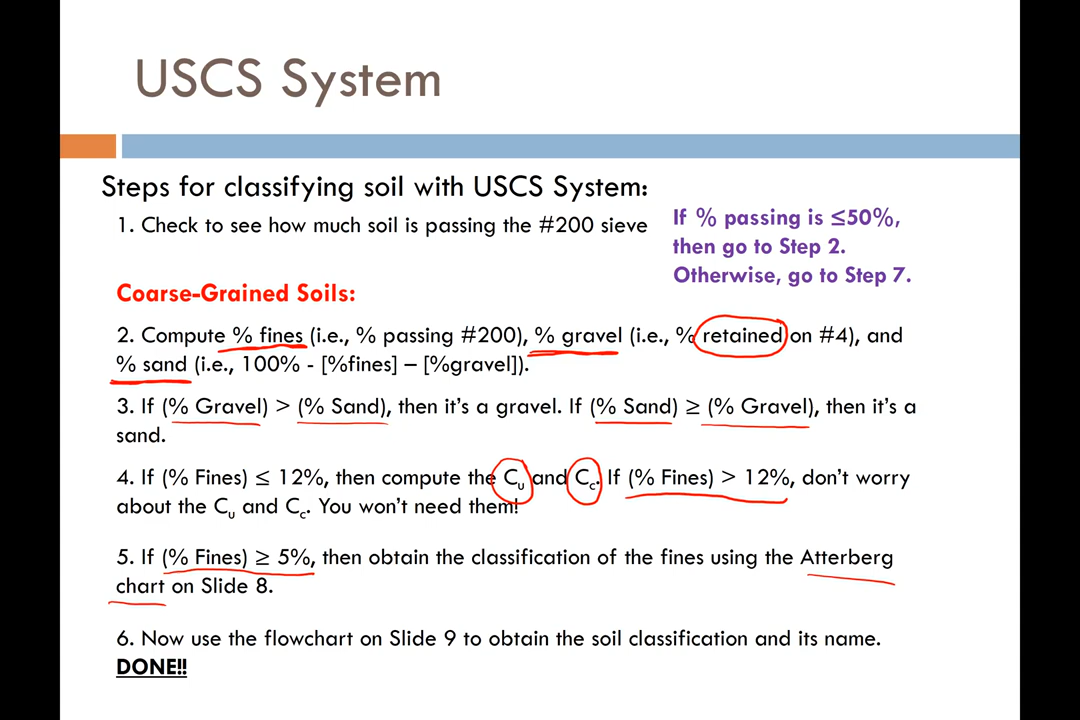 USCS System
Steps for classifying soil with USCS System:
1. Check to see how much soil is passing the #200 sieve
If % passing is ≤50%,
then go to Step 2.
Otherwise, go to Step 7.
Coarse-Grained Soils:
2. Compute % fines (i.e., % passing #200), % gravel (i.e., % retained on #4), and
% sand (i.e., 100% - [%fines] – [%gravel]).
3. If (% Gravel) > (% Sand), then it's a gravel. If (% Sand) ≥ (% Gravel), then it's a
sand.
4. If (% Fines) ≤ 12%, then compute the Cu and Cc. If (% Fines) > 12%, don't worry
about the Cu and Cc. You won't need them!
5. If (% Fines) ≥ 5%, then obtain the classification of the fines using the Atterberg
chart on Slide 8.
6. Now use the flowchart on Slide 9 to obtain the soil classification and its name.
DONE!!